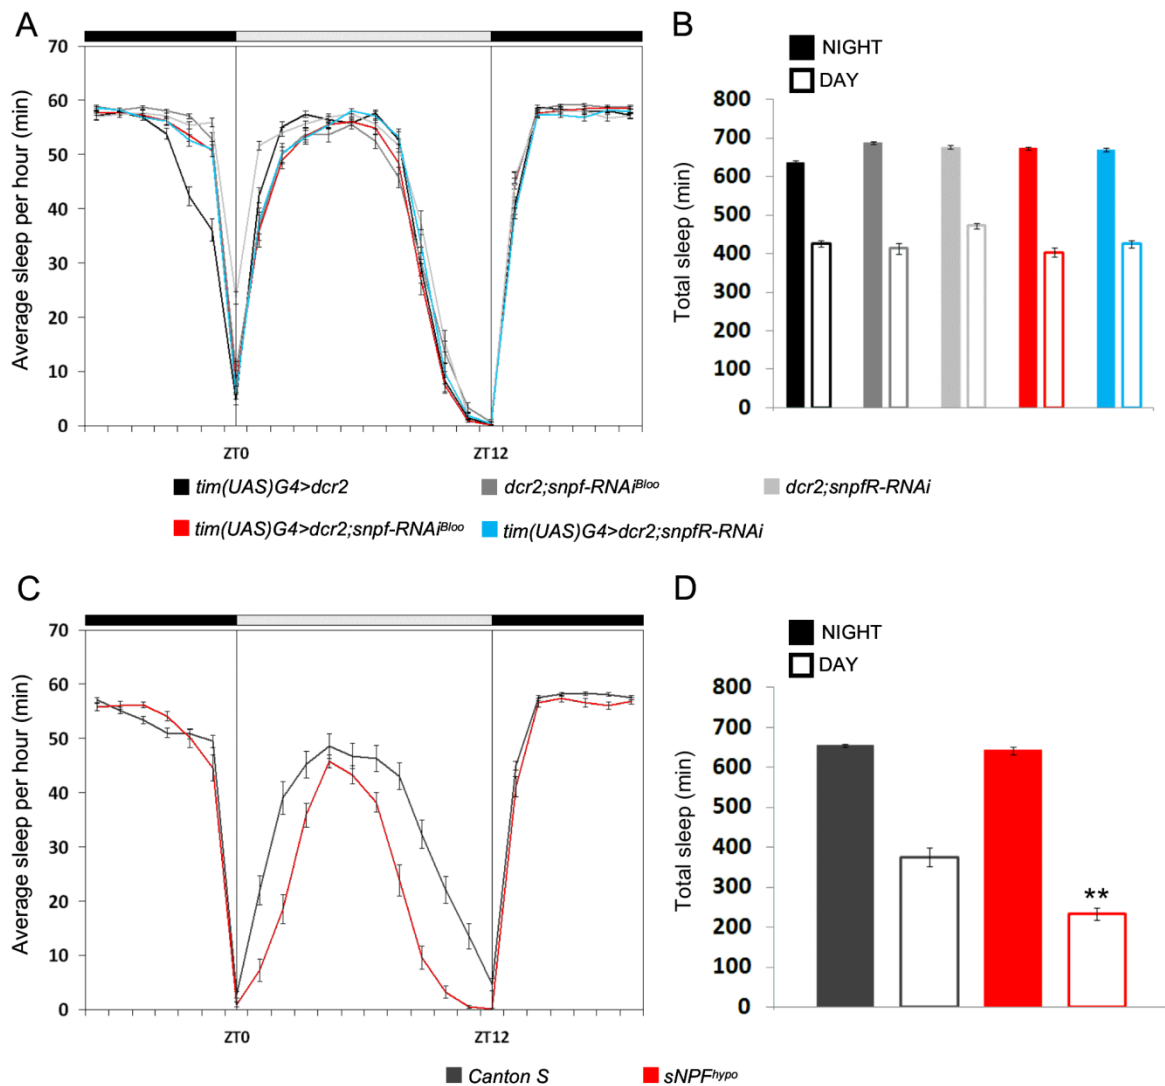 A
Average sleep per hour (min)
70
60
50
40
30
20
10
0
ZT0
ZT12
B
NIGHT
DAY
Total sleep (min)
800
700
600
500
400
300
200
100
0
tim(UAS)G4>dcr2
dcr2;snpf-RNAiBloo
dcr2;snpfR-RNAi
tim(UAS)G4>dcr2;snpf-RNAiBloo
tim(UAS)G4>dcr2;snpfR-RNAi
C
Average sleep per hour (min)
70
60
50
40
30
20
10
0
ZT0
ZT12
D
NIGHT
DAY
Total sleep (min)
800
700
600
500
400
300
200
100
0
**
Canton S
sNPFhypo